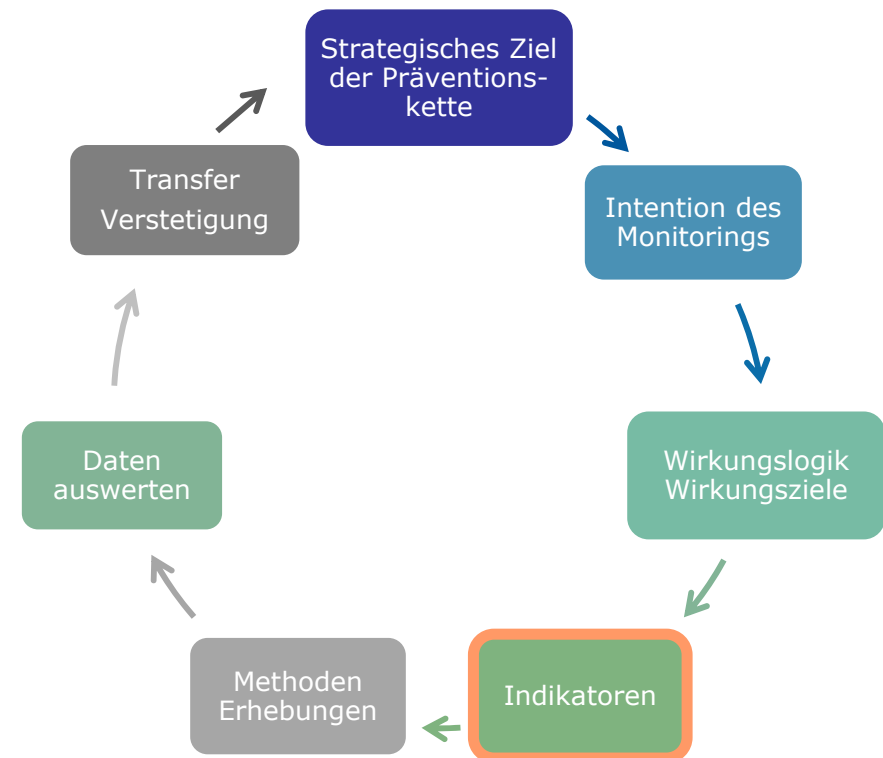 Strategisches Ziel
der Präventions-
kette
Intention des
Monitorings
Wirkungslogik
Wirkungsziele
Indikatoren
Methoden
Erhebungen
Daten
auswerten
Transfer
Verstetigung